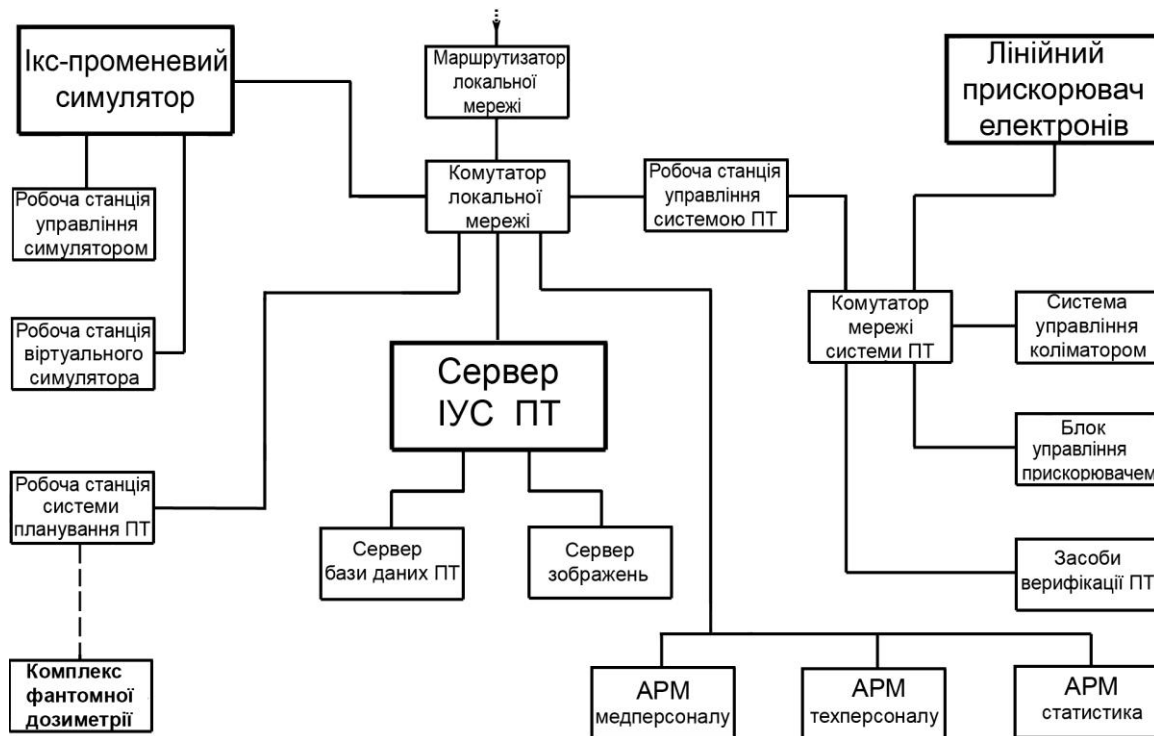 Ікс-променевий
симулятор
Маршрутизатор
локальної
мережі
Лінійний
прискорювач
електронів
Робоча станція
управління
симулятором
Комутатор
локальної
мережі
Робоча станція
управління
системою ПТ
Робоча станція
віртуального
симулятора
Комутатор
мережі
системи ПТ
Система
управління
коліматором
Сервер
ІУС ПТ
Блок
управління
прискорювачем
Робоча станція
системи
планування ПТ
Сервер
бази даних ПТ
Сервер
зображень
Засоби
верифікації ПТ
Комплекс
фантомної
дозиметрії
АРМ
медперсоналу
АРМ
техперсоналу
АРМ
статистика